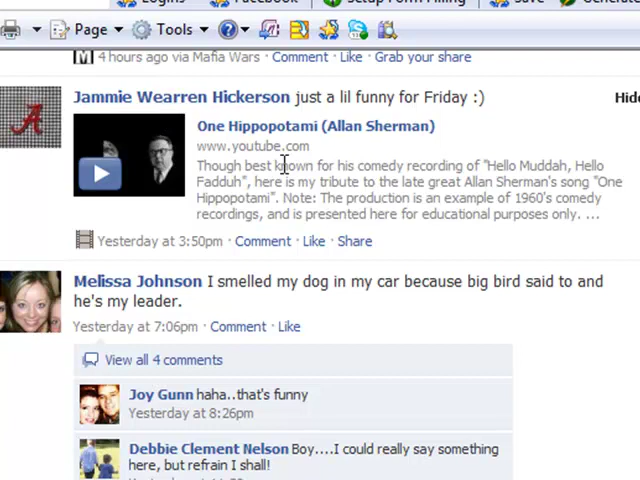 Page
Tools
4 hours ago via Mafia Wars · Comment · Like · Grab your share
Jammie Wearren Hickerson just a lil funny for Friday :)
One Hippopotami (Allan Sherman)
www.youtube.com
Though best known for his comedy recording of "Hello Muddah, Hello
Fadduh", here is my tribute to the late great Allan Sherman's song "One
Hippopotami". Note: The production is an example of 1960's comedy
recordings, and is presented here for educational purposes only. ...
Yesterday at 3:50pm · Comment · Like · Share
Melissa Johnson I smelled my dog in my car because big bird said to and
he's my leader.
Yesterday at 7:06pm · Comment · Like
View all 4 comments
Joy Gunn haha..that's funny
Yesterday at 8:26pm
Debbie Clement Nelson Boy....I could really say something
here, but refrain I shall!